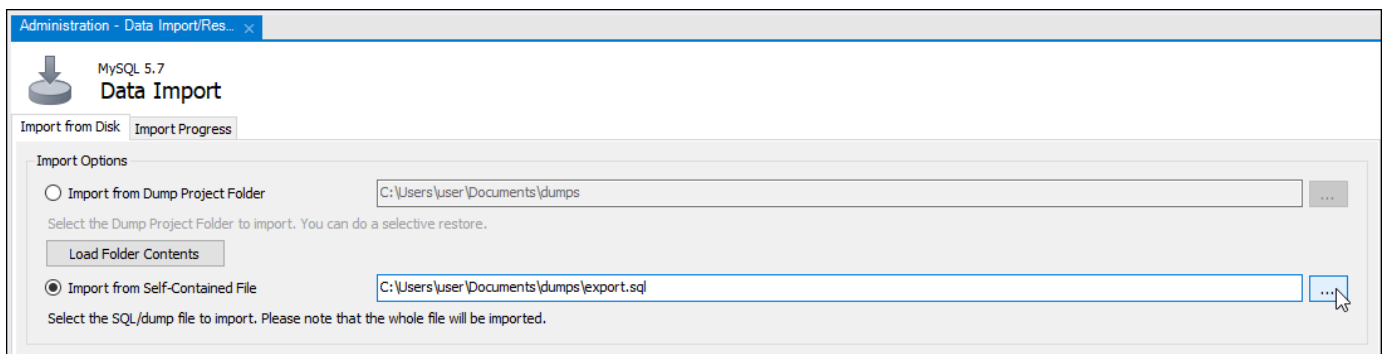 Administration - Data Import/Res...
MySQL 5.7
Data Import
Import from Disk Import Progress
Import Options
Import from Dump Project Folder C:\Users\user\Documents\dumps ...
Select the Dump Project Folder to import. You can do a selective restore.
Load Folder Contents
Import from Self-Contained File C:\Users\user\Documents\dumps\export.sql ...
Select the SQL/dump file to import. Please note that the whole file will be imported.